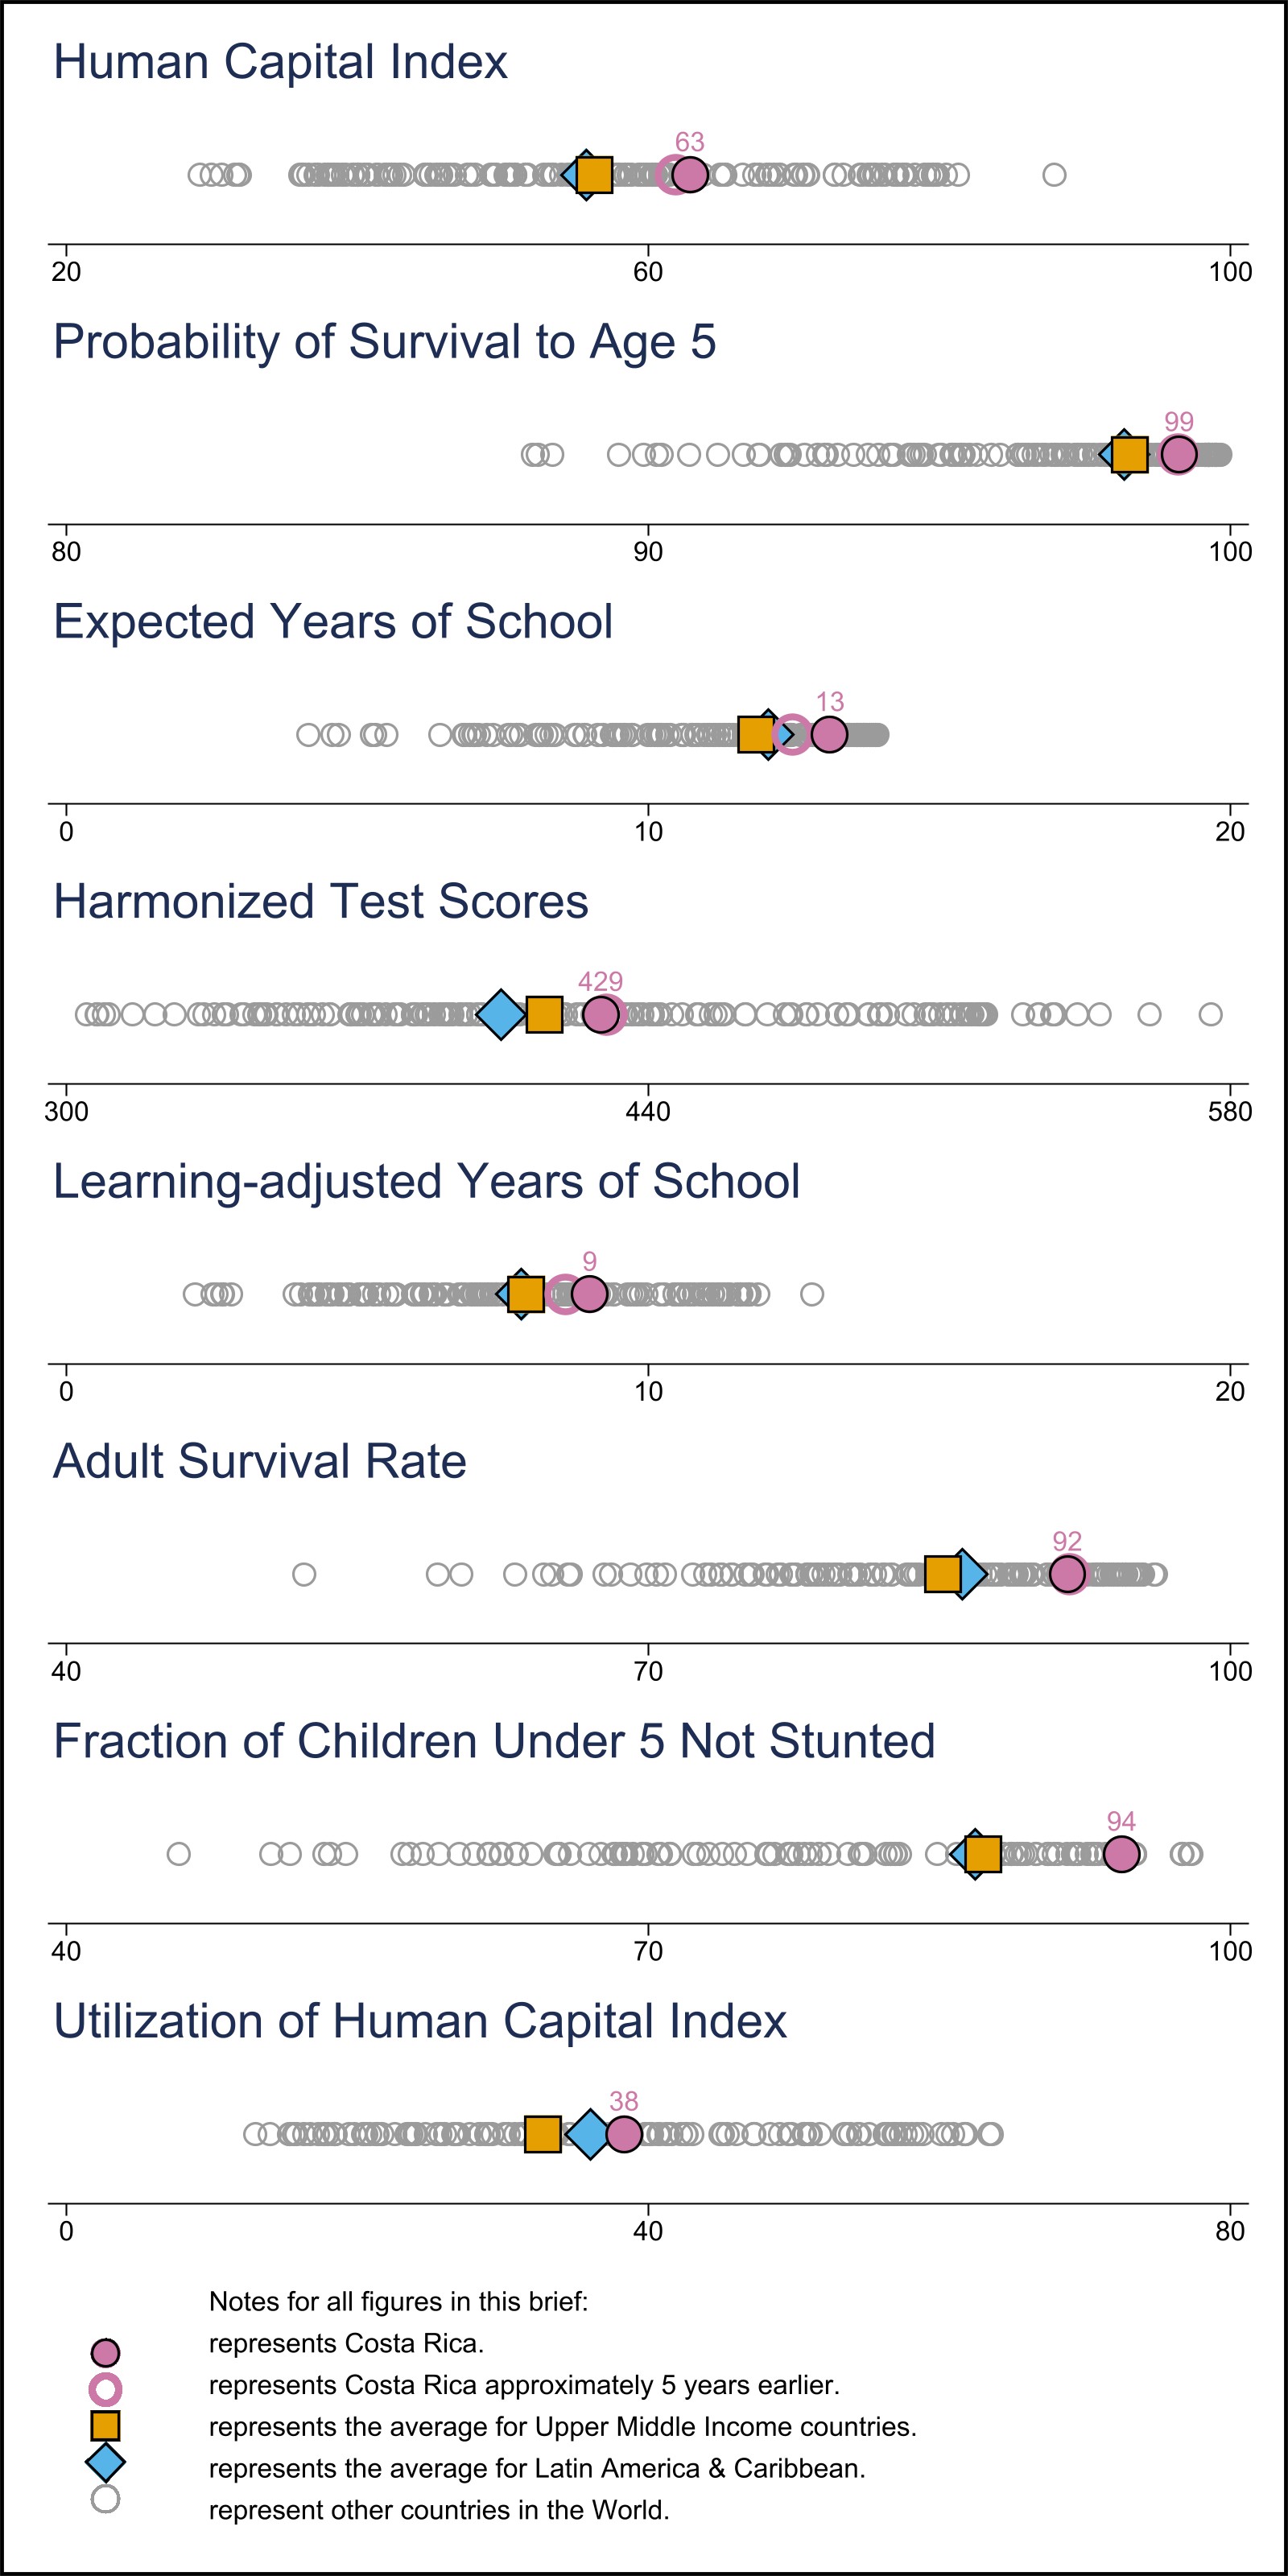 Human Capital Index
63
20 60 100
Probability of Survival to Age 5
99
80 90 100
Expected Years of School
13
0 10 20
Harmonized Test Scores
429
300 440 580
Learning-adjusted Years of School
9
0 10 20
Adult Survival Rate
92
40 70 100
Fraction of Children Under 5 Not Stunted
94
40 70 100
Utilization of Human Capital Index
38
0 40 80
Notes for all figures in this brief:
represents Costa Rica.
represents Costa Rica approximately 5 years earlier.
represents the average for Upper Middle Income countries.
represents the average for Latin America & Caribbean.
represent other countries in the World.